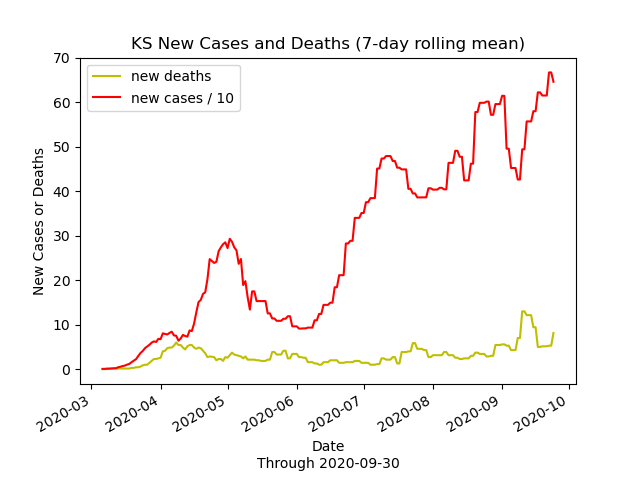 KS New Cases and Deaths (7-day rolling mean)
new deaths
new cases / 10
New Cases or Deaths
70
60
50
40
30
20
10
0
2020-03
2020-04
2020-05
2020-06
2020-07
2020-08
2020-09
2020-10
Date
Through 2020-09-30